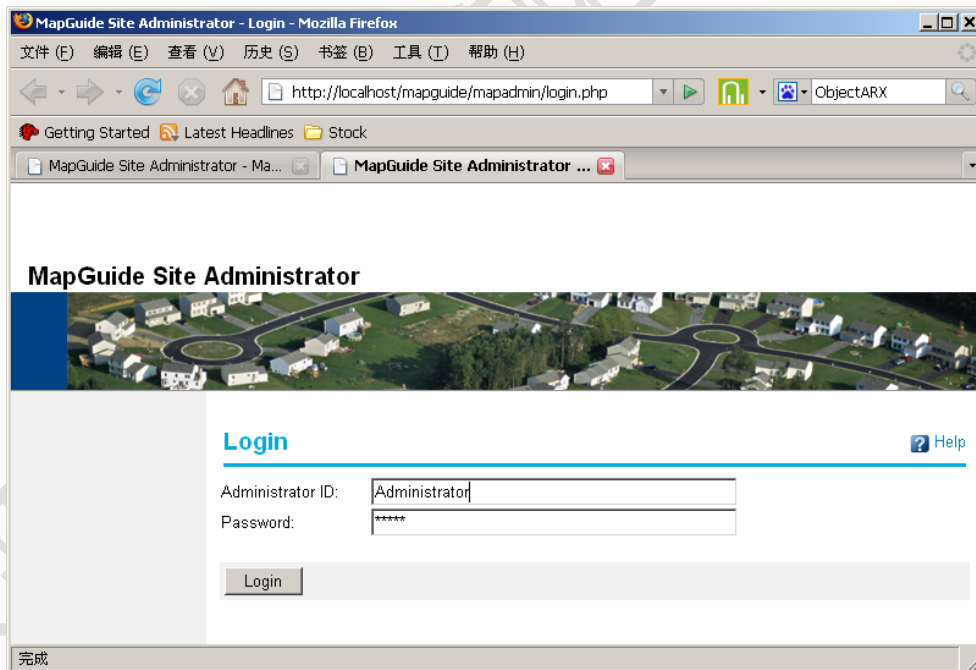 MapGuide Site Administrator - Login - Mozilla Firefox
文件 (F) 编辑 (E) 查看 (V) 历史 (S) 书签 (B) 工具 (T) 帮助 (H)
http://localhost/mapguide/mapadmin/login.php ObjectARX
Getting Started Latest Headlines Stock
MapGuide Site Administrator - Ma... MapGuide Site Administrator ...
MapGuide Site Administrator
Login
? Help
Administrator ID: Administrator
Password: *****
Login
完成